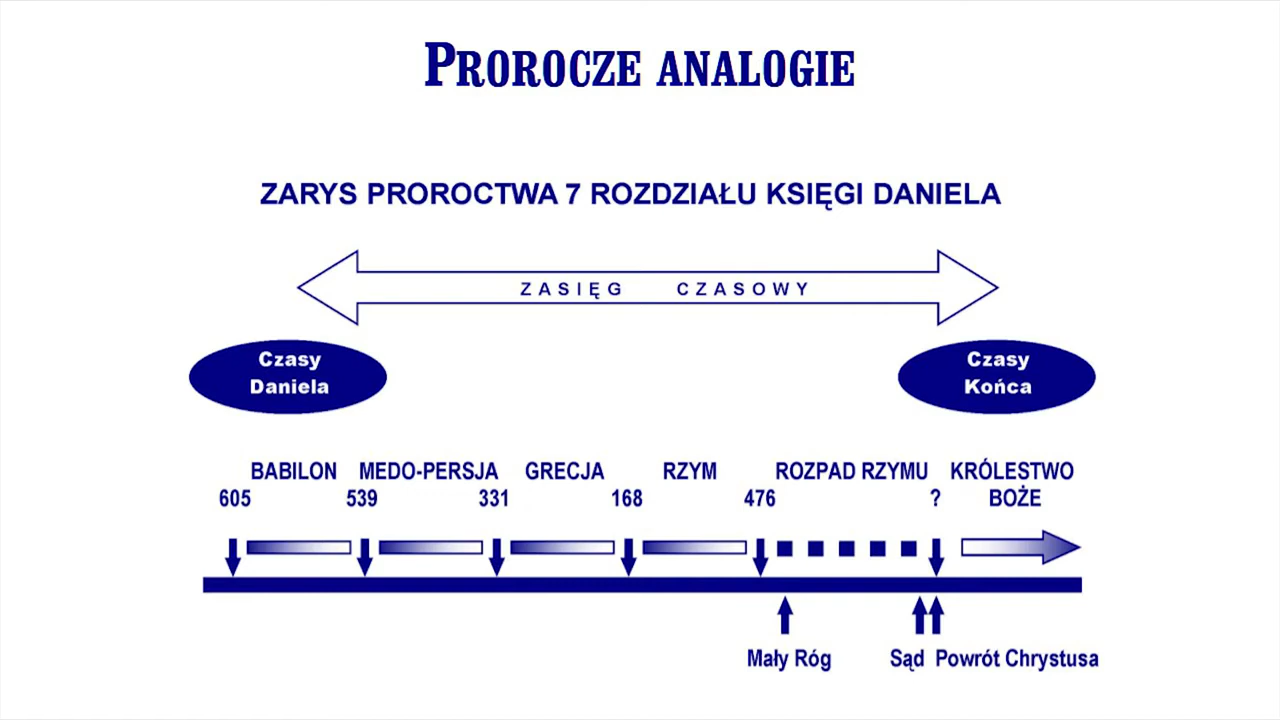 PROROCZE ANALOGIE
ZARYS PROROCTWA 7 ROZDZIAŁU KSIĘGI DANIELA
ZASIĘG CZASOWY
Czasy
Daniela
Czasy
Końca
BABILON MEDO-PERSJA GRECJA RZYM ROZPAD RZYMU KRÓLESTWO
605 539 331 168 476 ? BOŻE
Mały Róg Sąd Powrót Chrystusa